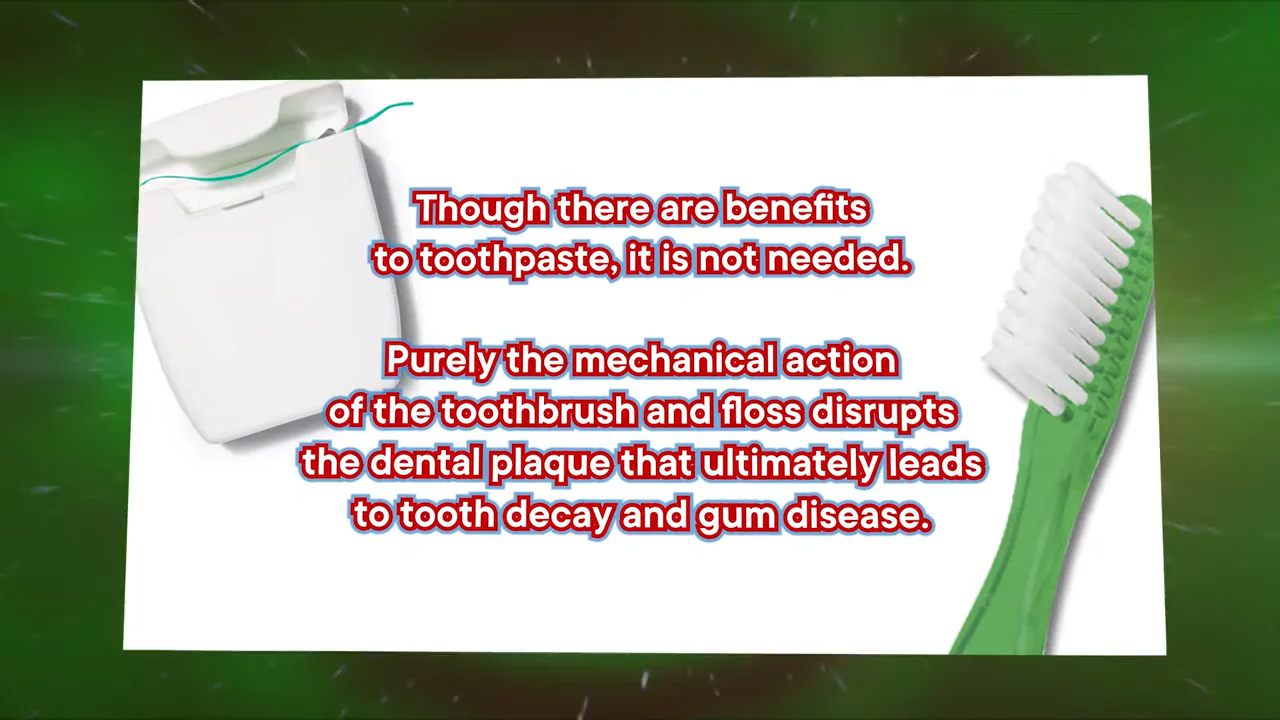 Though there are benefits
to toothpaste, it is not needed.
Purely the mechanical action
of the toothbrush and floss disrupts
the dental plaque that ultimately leads
to tooth decay and gum disease.